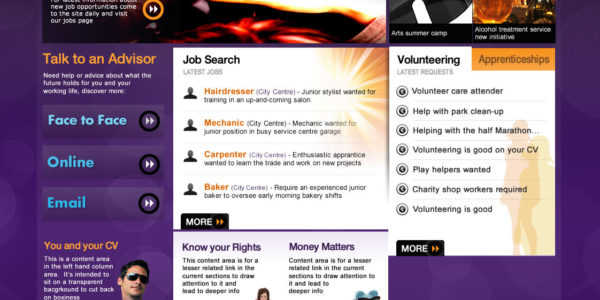 For latest information about
new job opportunities come
to the site daily and visit
our jobs page
Arts summer camp
Alcohol treatment service
new initiative
Talk to an Advisor
Need help or advice about what the
future holds for you and your
working life, discover more:
Face to Face
Online
Email
You and your CV
This is a content area
in the left hand column
area. It's intended to
sit on a transparent
bacground to cut back
on boxiness
Job Search
LATEST JOBS
Hairdresser (City Centre) - Junior stylist wanted for
training in an up-and-coming salon
Mechanic (City Centre) - Mechanic wanted for
junior position in busy service centre garage
Carpenter (City Centre) - Enthusiastic apprentice
wanted to learn the trade and work on new projects
Baker (City Centre) - Require an experienced junior
baker to oversee early morning bakery shifts
MORE
Know your Rights
This content area is for a
lesser related link in the
current sections to draw
attention to it and
lead to deeper info
Money Matters
Content area is for a lesser
related link in the current
sections to draw attention to
it and lead to deeper
info
Volunteering
Apprenticeships
LATEST REQUESTS
Volunteer care attender
Help with park clean-up
Helping with the half Marathon...
Volunteering is good on your CV
Play helpers wanted
Charity shop workers required
Volunteering is good
MORE